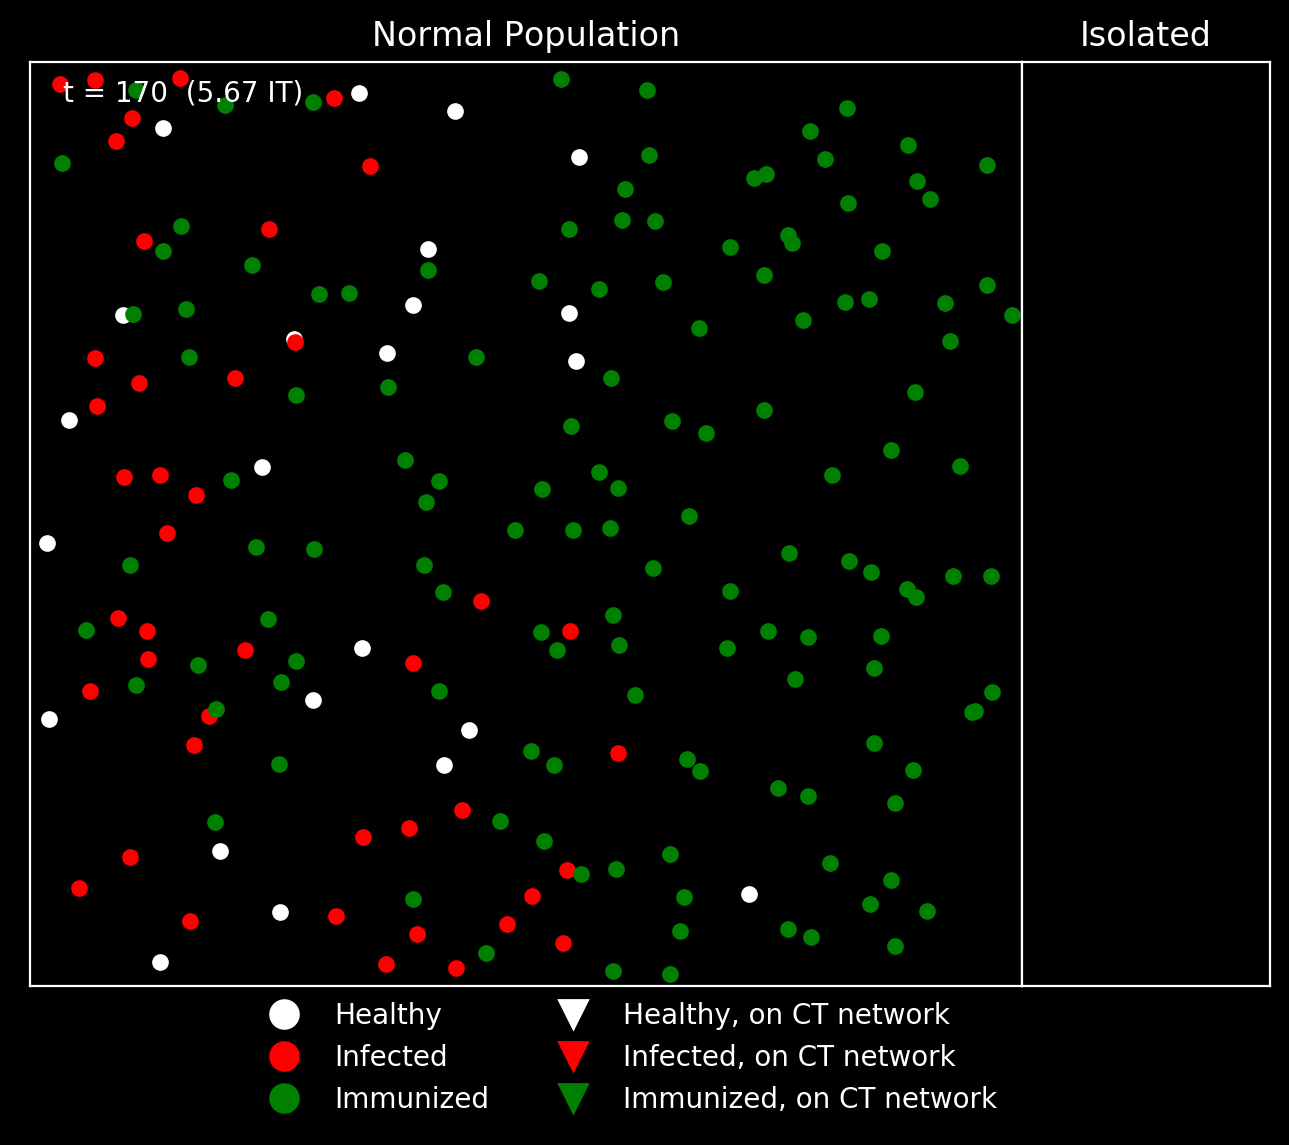 Normal Population
Isolated
t = 170  (5.67 IT)
Healthy
Infected
Immunized
Healthy, on CT network
Infected, on CT network
Immunized, on CT network